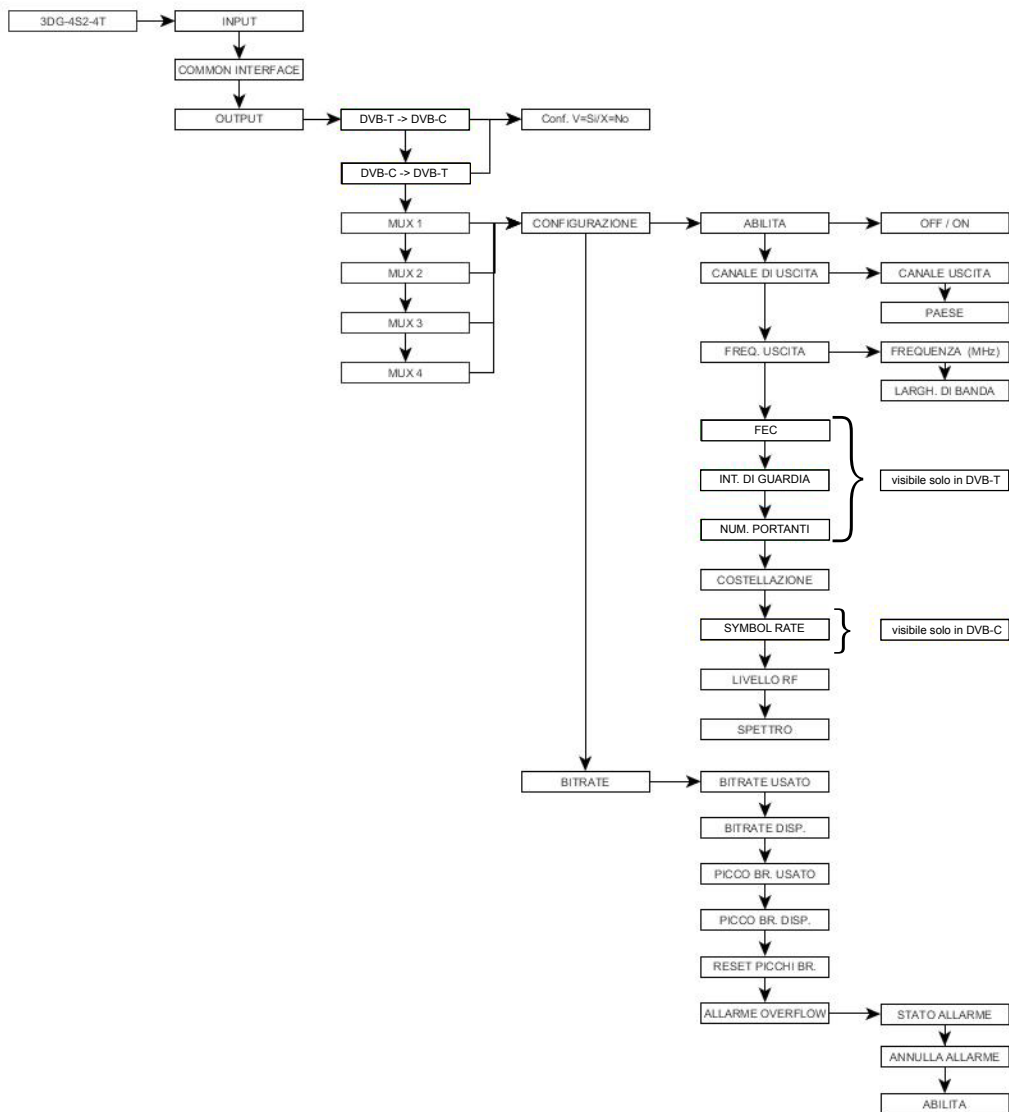 3DG-4S2-4T
INPUT
COMMON INTERFACE
OUTPUT
DVB-T -> DVB-C
Conf. V=Si/X=No
DVB-C -> DVB-T
MUX 1
CONFIGURAZIONE
ABILITA
OFF / ON
MUX 2
CANALE DI USCITA
CANALE USCITA
PAESE
MUX 3
MUX 4
FREQ. USCITA
FREQUENZA (MHz)
LARGH. DI BANDA
FEC
INT. DI GUARDIA
visibile solo in DVB-T
NUM. PORTANTI
COSTELLAZIONE
SYMBOL RATE
visibile solo in DVB-C
LIVELLO RF
SPETTRO
BITRATE
BITRATE USATO
BITRATE DISP.
PICCO BR. USATO
PICCO BR. DISP.
RESET PICCHI BR.
ALLARME OVERFLOW
STATO ALLARME
ANNULLA ALLARME
ABILITA